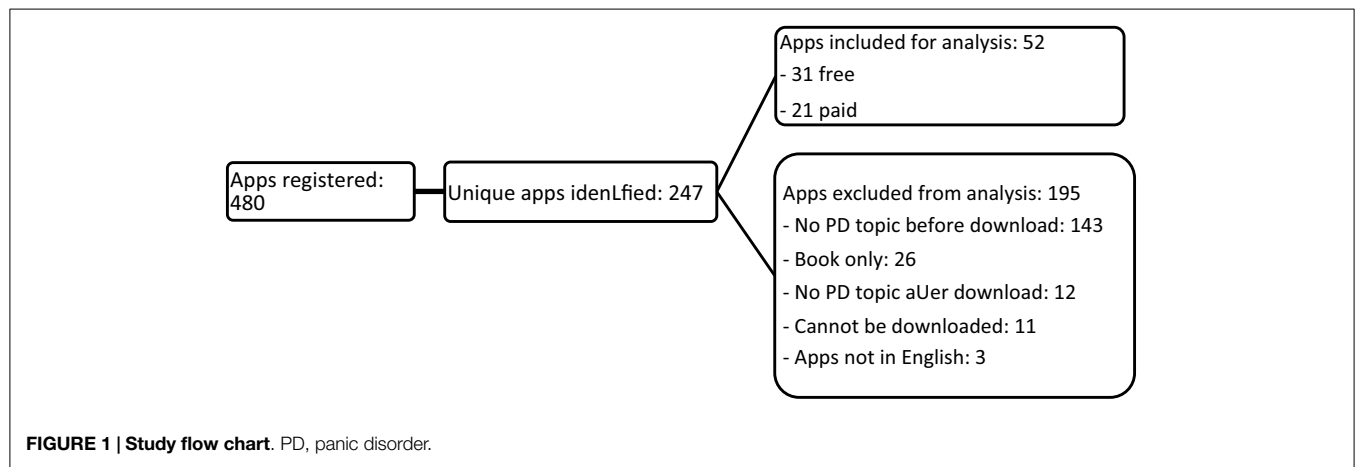 Apps registered:
480
Unique apps idenLfied: 247
Apps included for analysis: 52
- 31 free
- 21 paid
Apps excluded from analysis: 195
- No PD topic before download: 143
- Book only: 26
- No PD topic aUer download: 12
- Cannot be downloaded: 11
- Apps not in English: 3
FIGURE 1 | Study flow chart. PD, panic disorder.